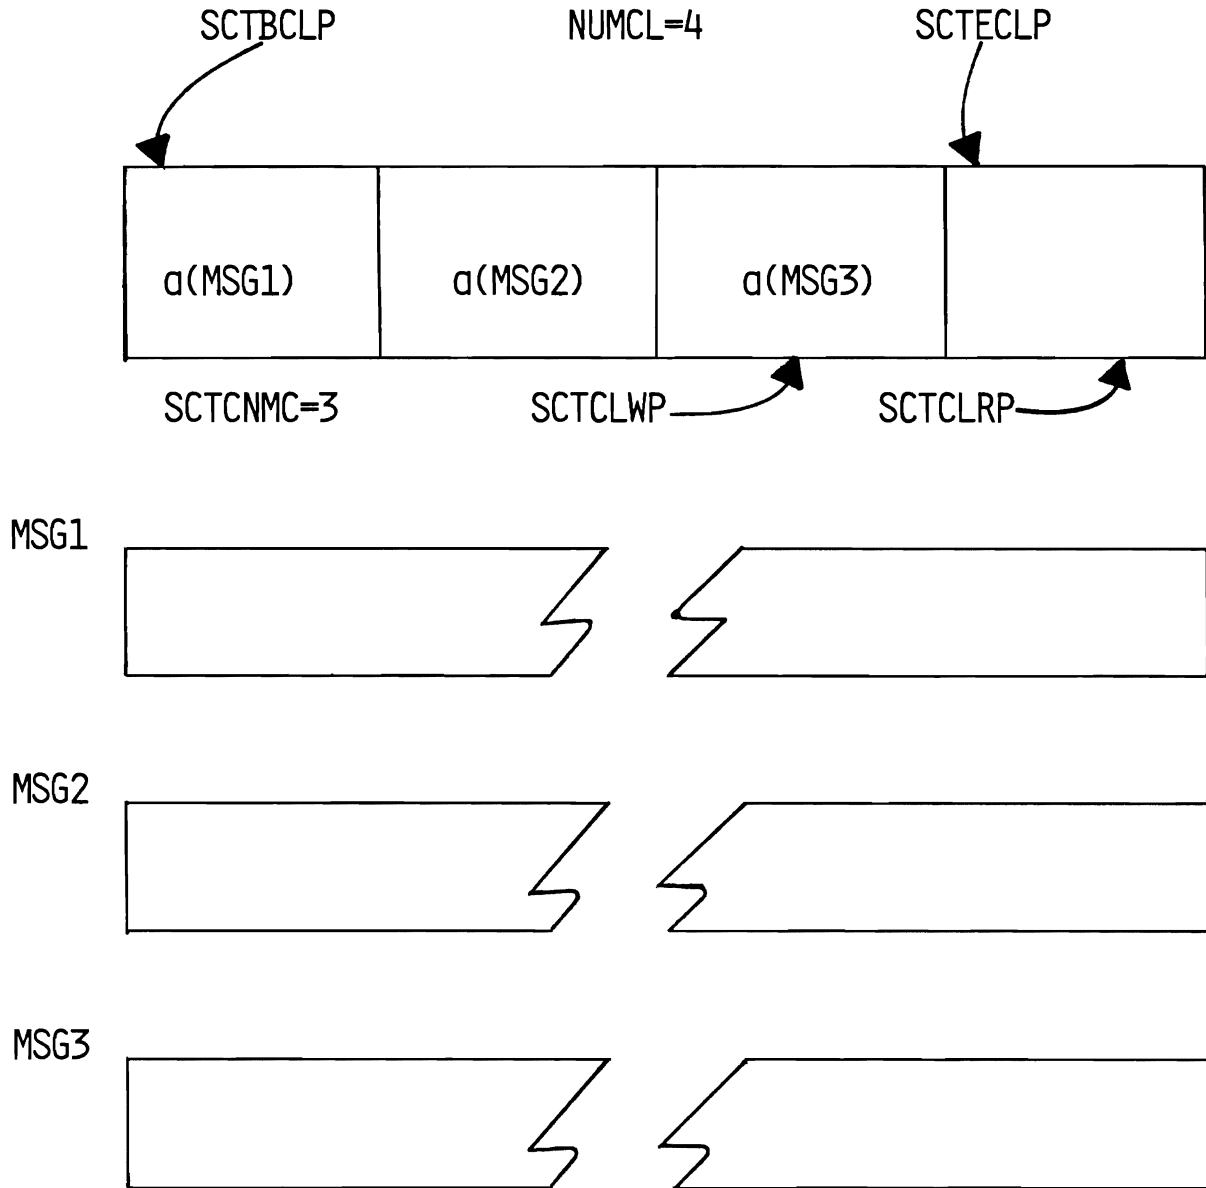 SCTBCLP NUMCL=4 SCTECLP
a(MSG1) a(MSG2) a(MSG3)
SCTCNMC=3 SCTCLWP SCTCLRP
MSG1
MSG2
MSG3